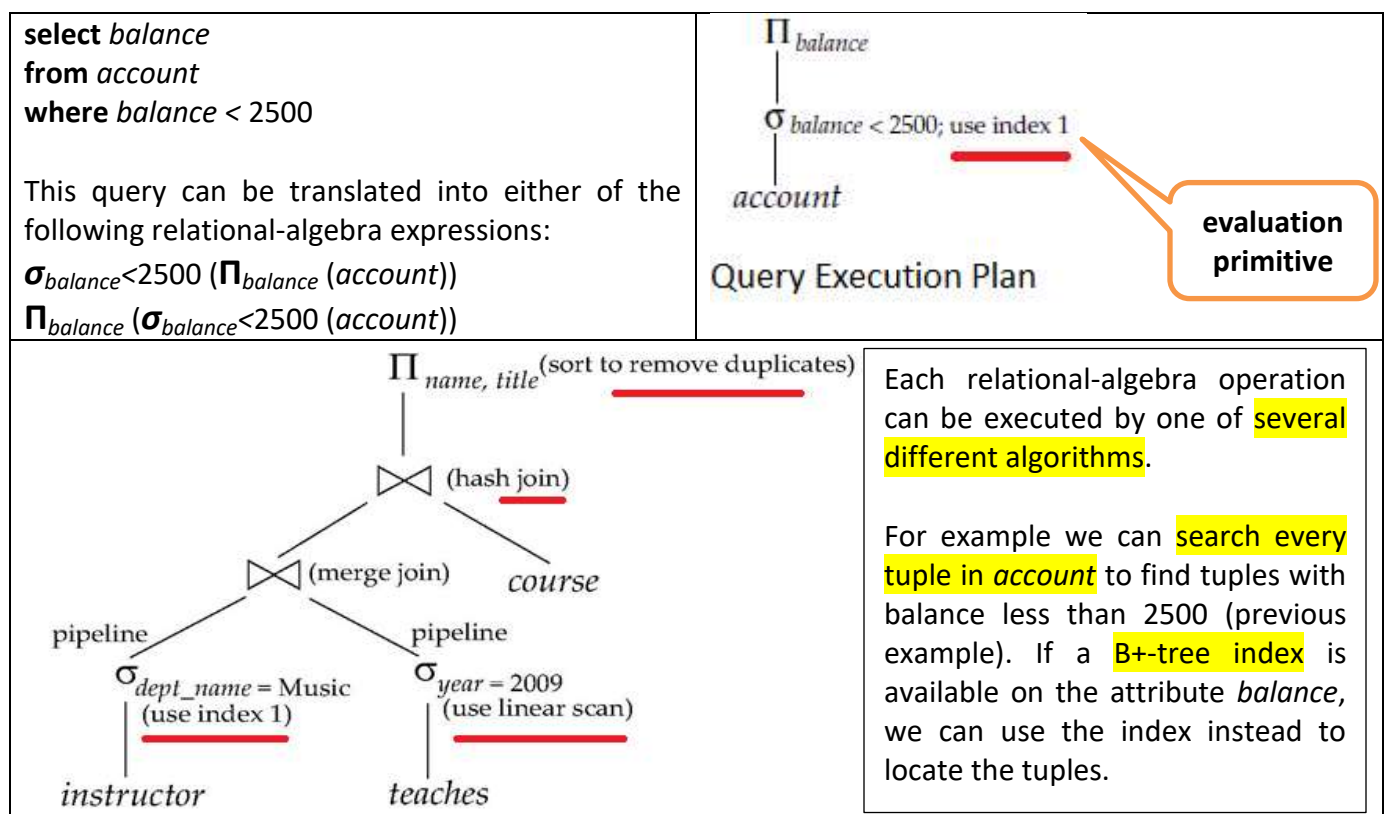 select balance
from account
where balance < 2500
This query can be translated into either of the
following relational-algebra expressions:
σbalance<2500 (Πbalance (account))
Πbalance (σbalance<2500 (account))
Π balance
σ balance < 2500; use index 1
account
evaluation
primitive
Query Execution Plan
Π name, title (sort to remove duplicates)
⋈ (hash join)
⋈ (merge join)
course
pipeline
pipeline
σ dept_name = Music
(use index 1)
σ year = 2009
(use linear scan)
instructor
teaches
Each relational-algebra operation
can be executed by one of several
different algorithms.
For example we can search every
tuple in account to find tuples with
balance less than 2500 (previous
example). If a B+-tree index is
available on the attribute balance,
we can use the index instead to
locate the tuples.